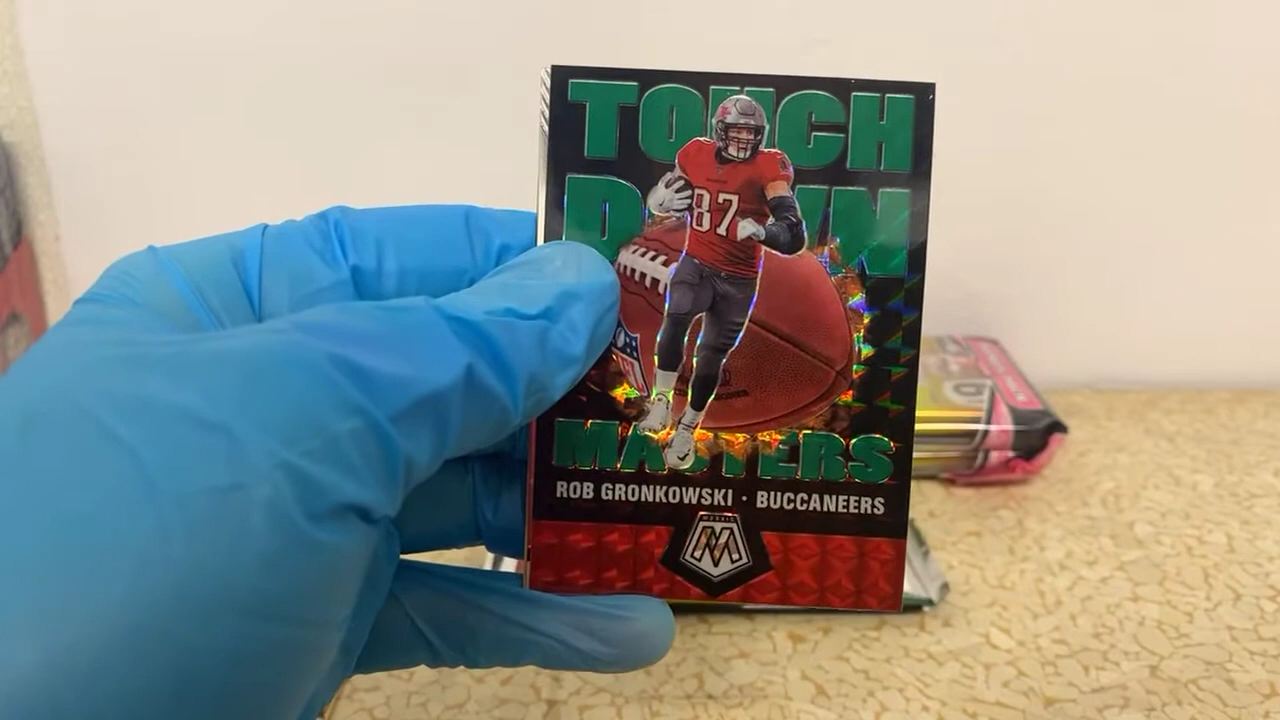 TOUCH
DOWN
87
MASTERS
ROB GRONKOWSKI · BUCCANEERS
MOSAIC